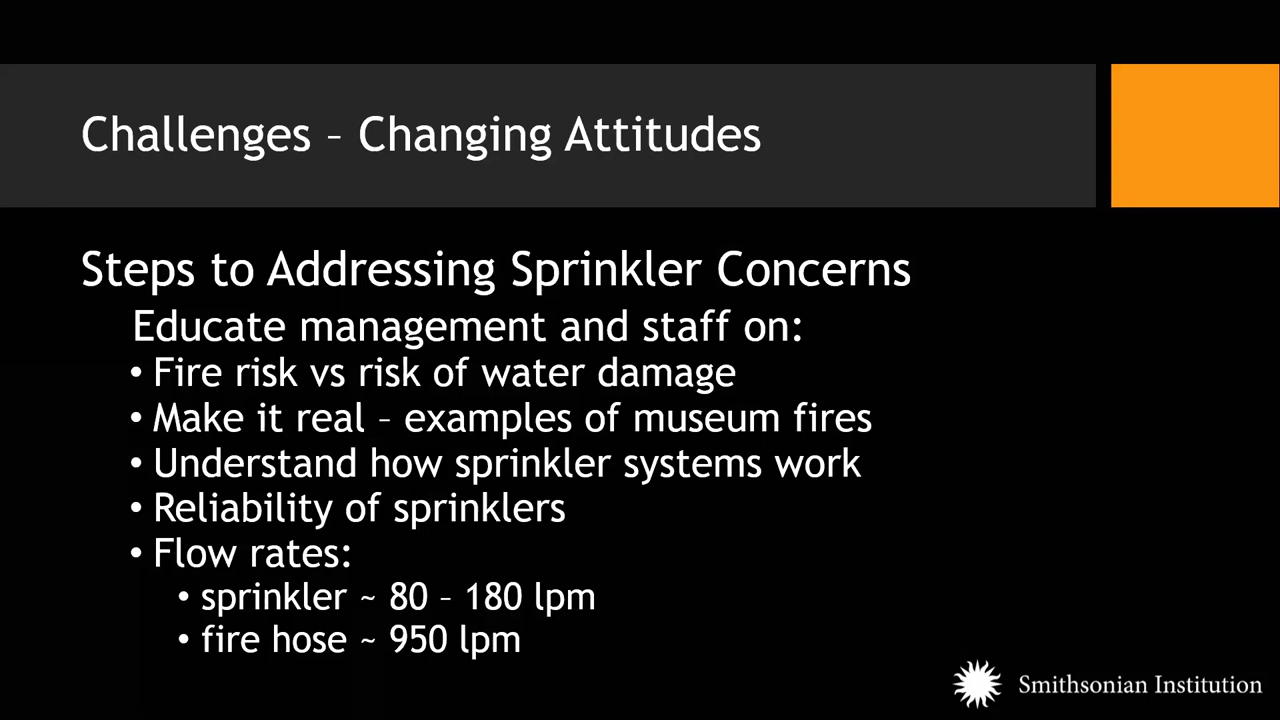 Challenges – Changing Attitudes
Steps to Addressing Sprinkler Concerns
Educate management and staff on:
• Fire risk vs risk of water damage
• Make it real – examples of museum fires
• Understand how sprinkler systems work
• Reliability of sprinklers
• Flow rates:
• sprinkler ~ 80 – 180 lpm
• fire hose ~ 950 lpm
Smithsonian Institution